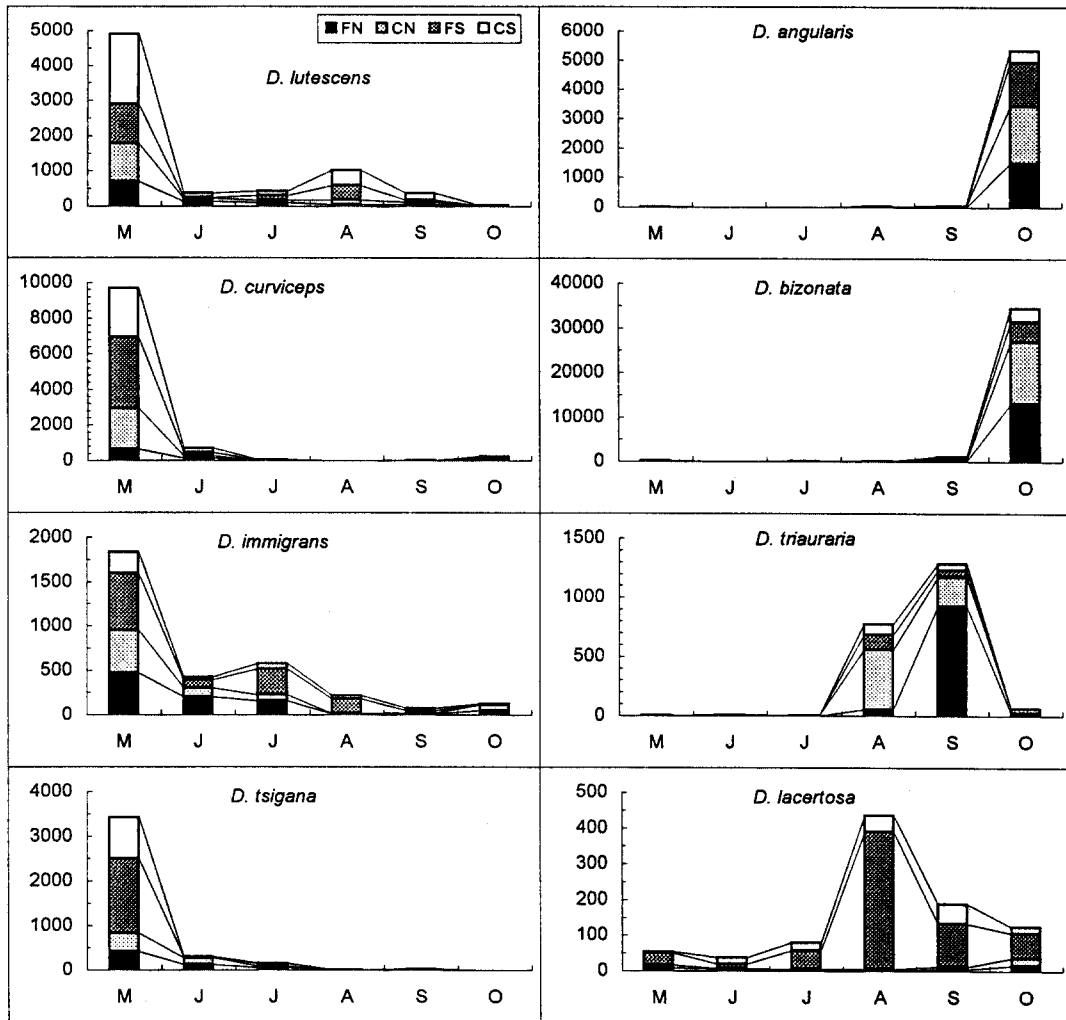 FN CN FS CS
D. lutescens
5000
4000
3000
2000
1000
0
M J J A S O
D. angularis
6000
5000
4000
3000
2000
1000
0
M J J A S O
D. curviceps
10000
8000
6000
4000
2000
0
M J J A S O
D. bizonata
40000
30000
20000
10000
0
M J J A S O
D. immigrans
2000
1500
1000
500
0
M J J A S O
D. triauraria
1500
1000
500
0
M J J A S O
D. tsigana
4000
3000
2000
1000
0
M J J A S O
D. lacertosa
500
400
300
200
100
0
M J J A S O